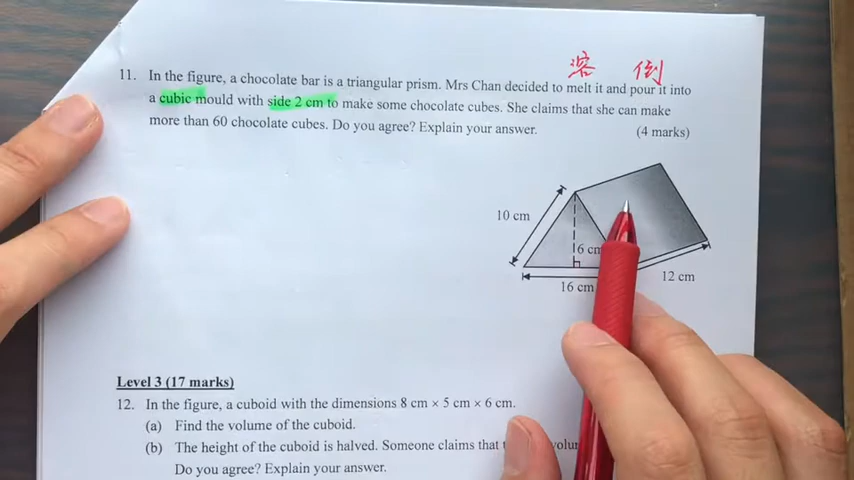 溶 倒
11. In the figure, a chocolate bar is a triangular prism. Mrs Chan decided to melt it and pour it into
a cubic mould with side 2 cm to make some chocolate cubes. She claims that she can make
more than 60 chocolate cubes. Do you agree? Explain your answer. (4 marks)
10 cm
6 cm
16 cm
12 cm
Level 3 (17 marks)
12. In the figure, a cuboid with the dimensions 8 cm × 5 cm × 6 cm.
(a) Find the volume of the cuboid.
(b) The height of the cuboid is halved. Someone claims that
Do you agree? Explain your answer.